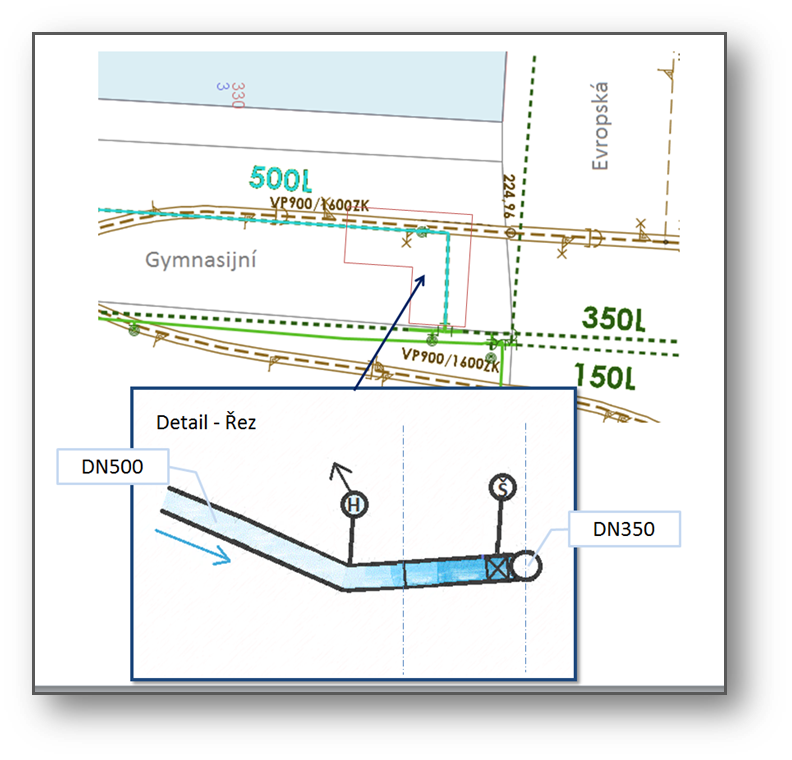 330
3
Evropská
500L
VP900/1600ZK
224,96
Gymnasijní
350L
VP900/1600ZK
150L
Detail - Řez
DN500
H
Š
DN350